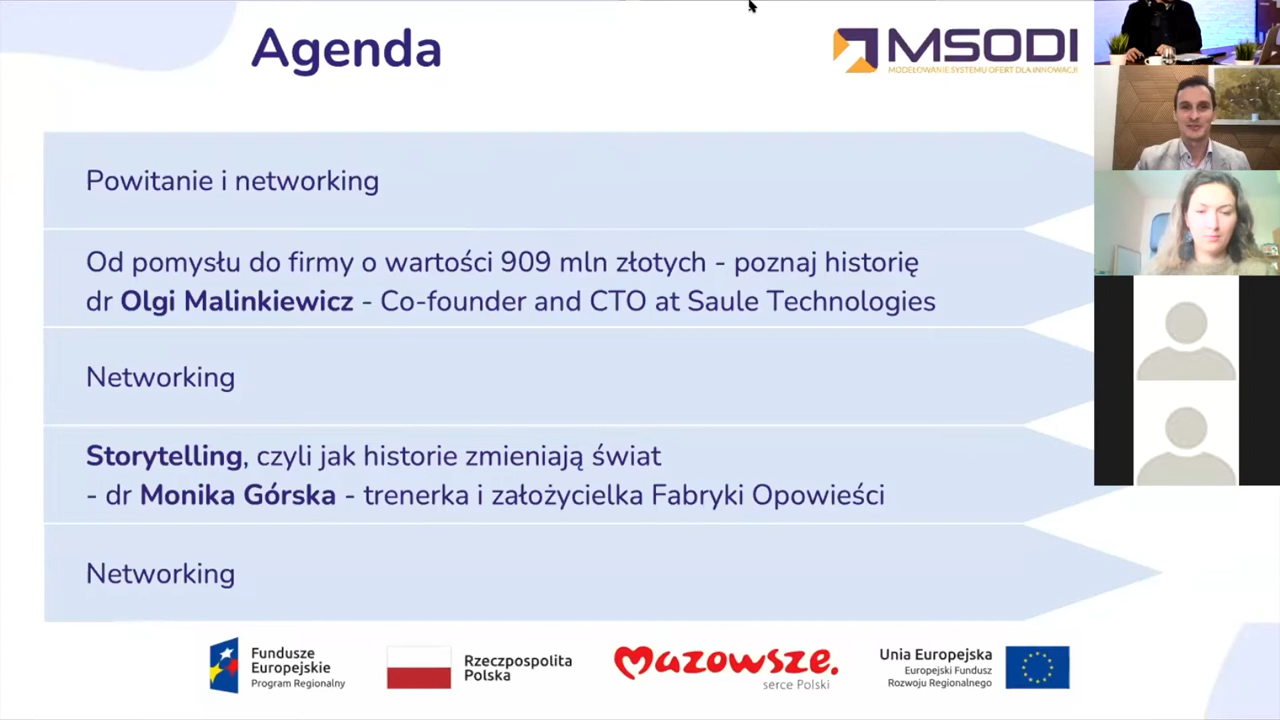 Agenda
MSODI
MODELOWANIE SYSTEMU OFERT DLA INNOWACJI
Powitanie i networking
Od pomysłu do firmy o wartości 909 mln złotych - poznaj historię
dr Olgi Malinkiewicz - Co-founder and CTO at Saule Technologies
Networking
Storytelling, czyli jak historie zmieniają świat
- dr Monika Górska - trenerka i założycielka Fabryki Opowieści
Networking
Fundusze
Europejskie
Program Regionalny
Rzeczpospolita
Polska
Mazowsze.
serce Polski
Unia Europejska
Europejski Fundusz
Rozwoju Regionalnego